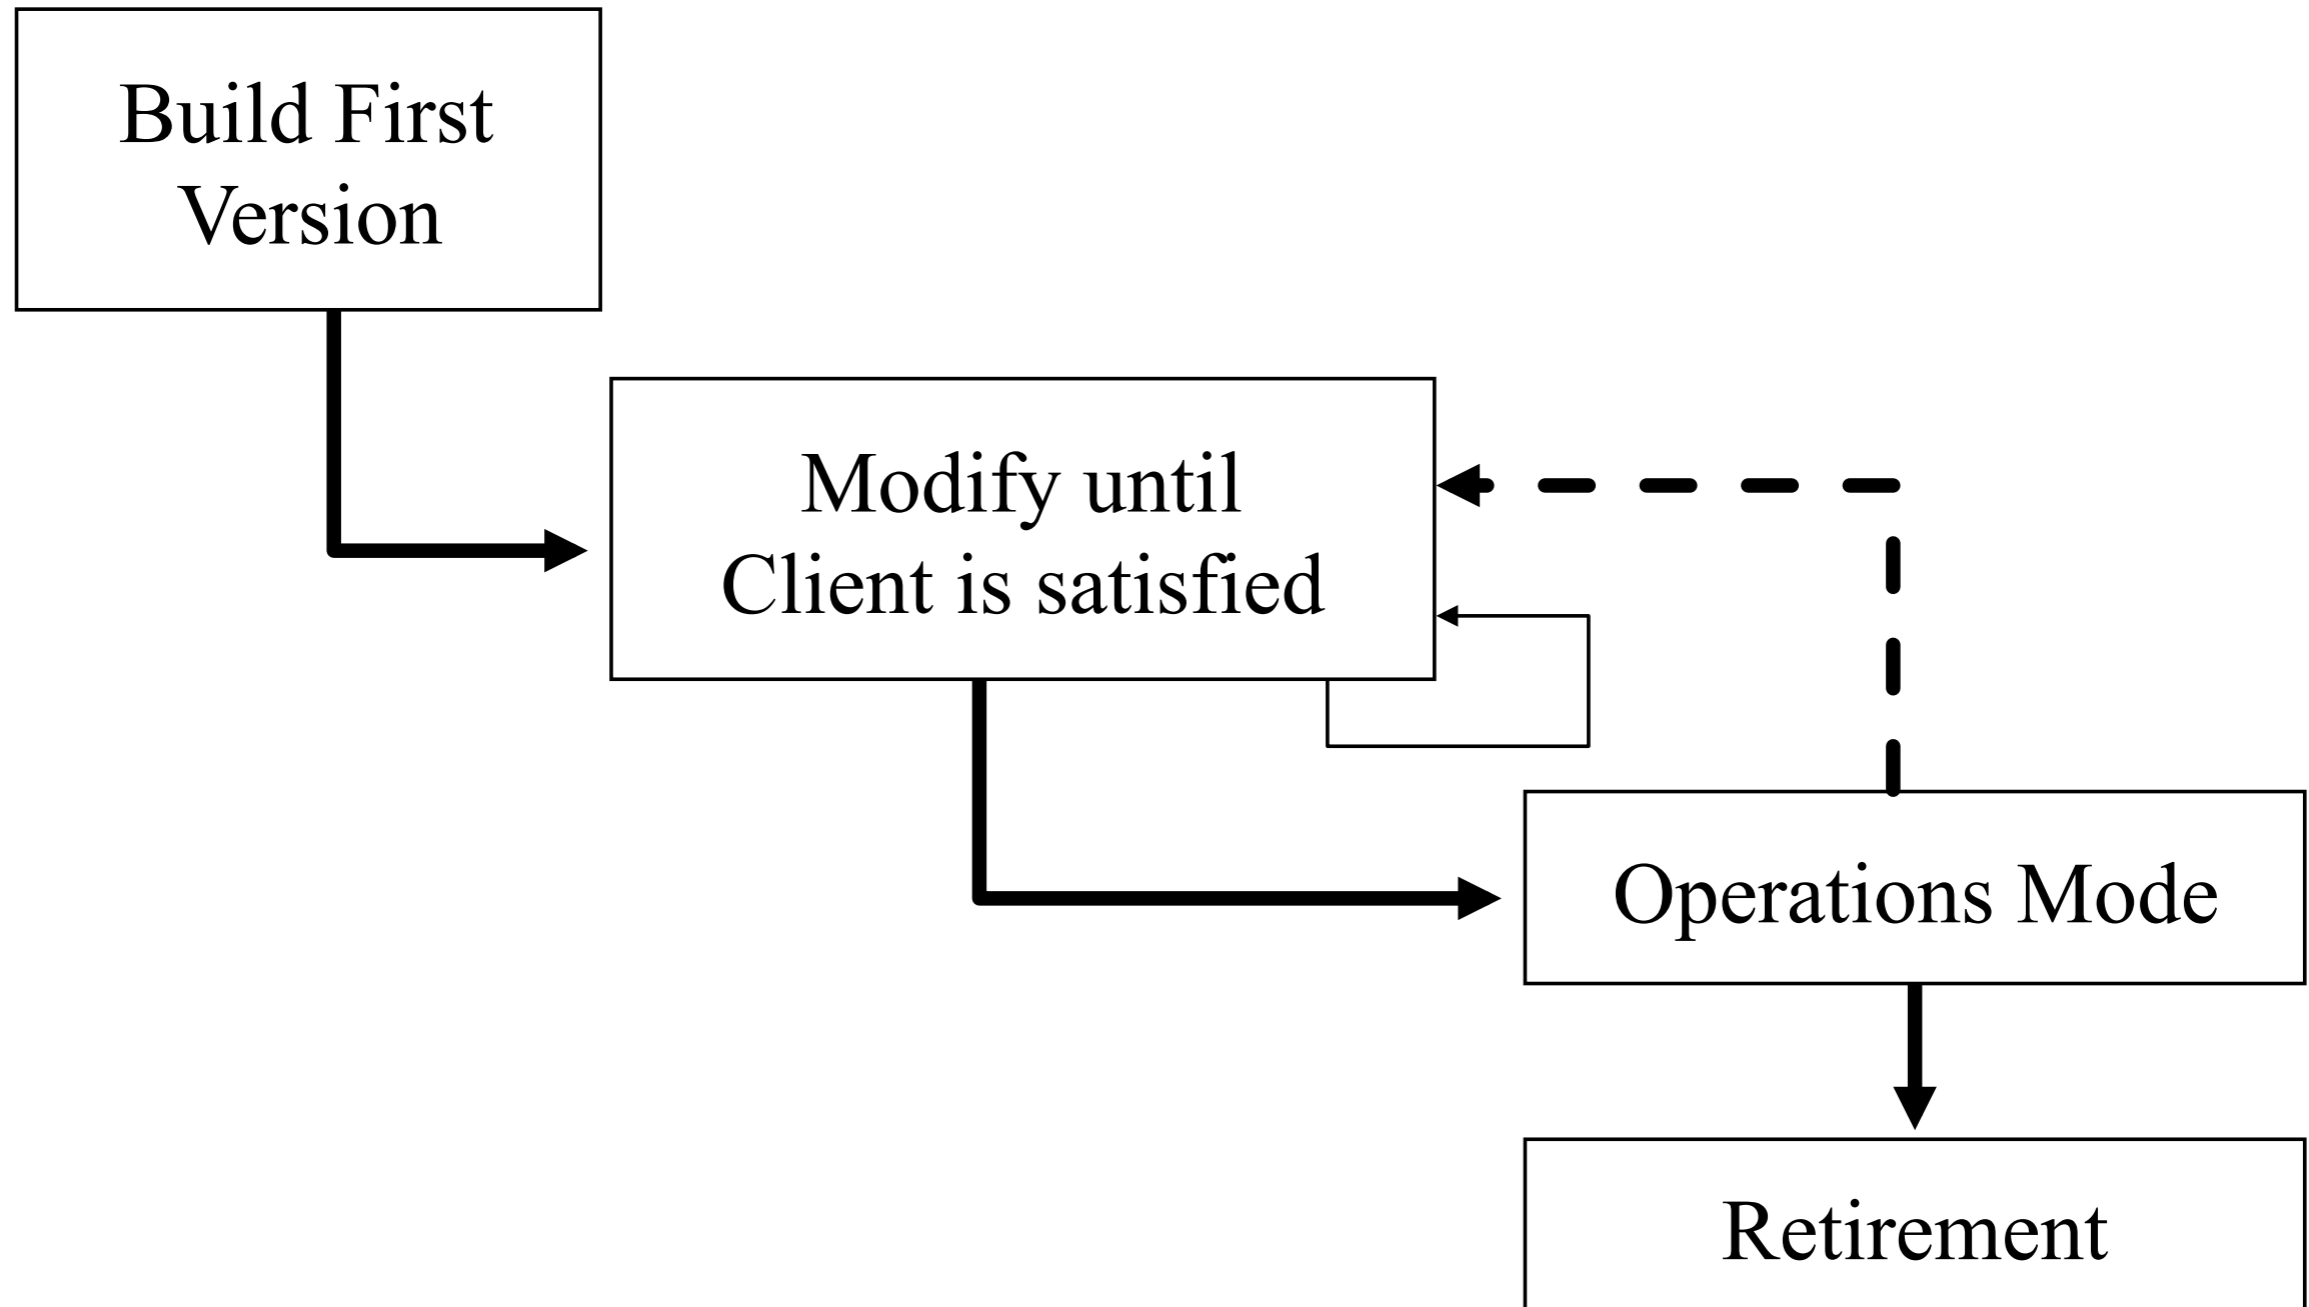 Build First
Version
Modify until
Client is satisfied
Operations Mode
Retirement